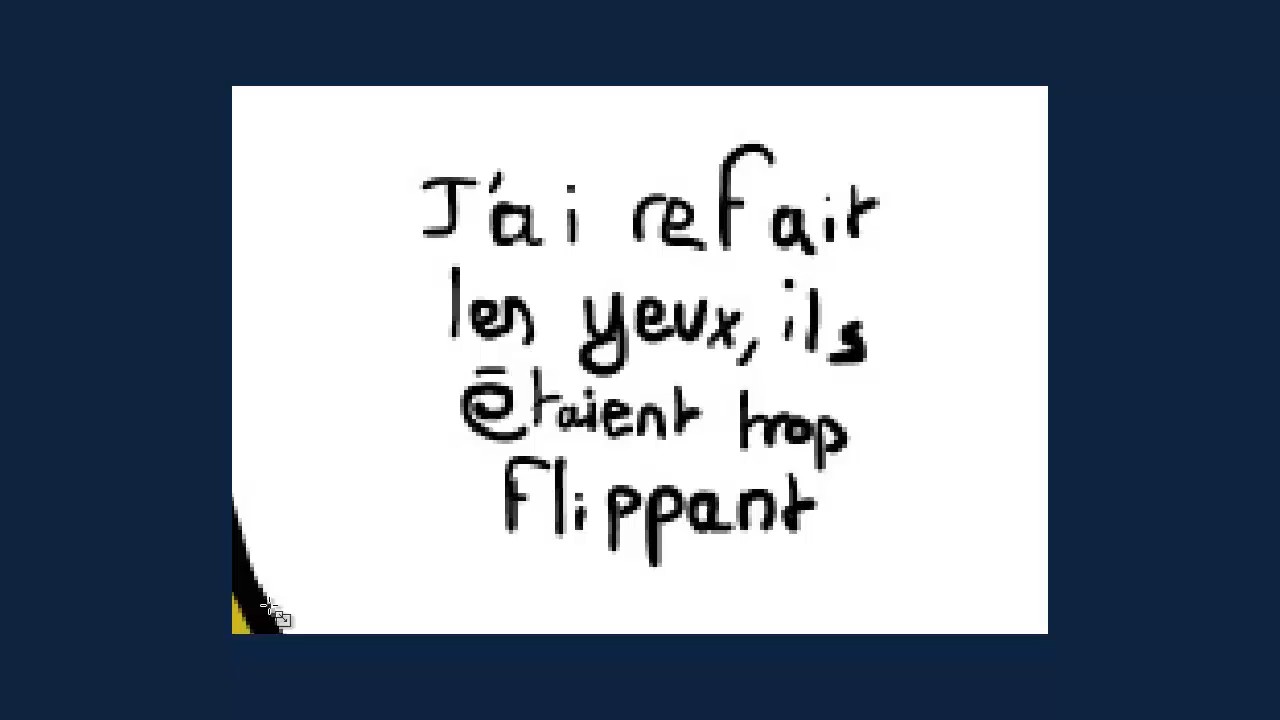 J'ai refait
les yeux, ils
étaient trop
flippant